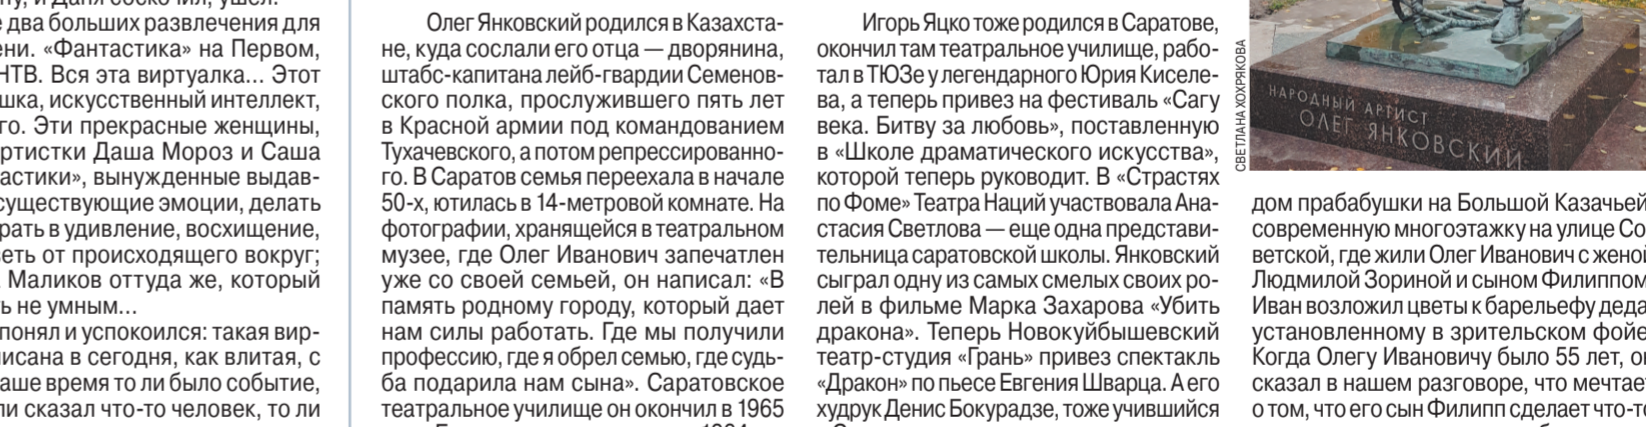 е два больших развлечения для
ени. «Фантастика» на Первом,
НТВ. Вся эта виртуалка... Этот
шка, искусственный интеллект,
го. Эти прекрасные женщины,
ртистки Даша Мороз и Саша
астики», вынужденные выдав-
существующие эмоции, делать
рать в удивление, восхищение,
веть от происходящего вокруг;
Маликов оттуда же, который
ь не умным...
понял и успокоился: такая вир-
писана в сегодня, как влитая, с
аше время то ли было событие,
ли сказал что-то человек, то ли
Олег Янковский родился в Казахста-
не, куда сослали его отца — дворянина,
штабс-капитана лейб-гвардии Семенов-
ского полка, прослужившего пять лет
в Красной армии под командованием
Тухачевского, а потом репрессированно-
го. В Саратов семья переехала в начале
50-х, ютилась в 14-метровой комнате. На
фотографии, хранящейся в театральном
музее, где Олег Иванович запечатлен
уже со своей семьей, он написал: «В
память родному городу, который дает
нам силы работать. Где мы получили
профессию, где я обрел семью, где судь-
ба подарила нам сына». Саратовское
театральное училище он окончил в 1965
Игорь Яцко тоже родился в Саратове,
окончил там театральное училище, рабо-
тал в ТЮЗе у легендарного Юрия Киселе-
ва, а теперь привез на фестиваль «Сагу
века. Битву за любовь», поставленную
в «Школе драматического искусства»,
которой теперь руководит. В «Страстях
по Фоме» Театра Наций участвовала Ана-
стасия Светлова — еще одна представи-
тельница саратовской школы. Янковский
сыграл одну из самых смелых своих ро-
лей в фильме Марка Захарова «Убить
дракона». Теперь Новокуйбышевский
театр-студия «Грань» привез спектакль
«Дракон» по пьесе Евгения Шварца. А его
худрук Денис Бокурадзе, тоже учившийся
СВЕТЛАНА ХОХРЯКОВА
НАРОДНЫЙ АРТИСТ
ОЛЕГ ЯНКОВСКИЙ
дом прабабушки на Большой Казачьей
современную многоэтажку на улице Со
ветской, где жили Олег Иванович с женой
Людмилой Зориной и сыном Филиппом
Иван возложил цветы к барельефу деда
установленному в зрительском фойе
Когда Олегу Ивановичу было 55 лет, о
сказал в нашем разговоре, что мечтае
о том, что его сын Филипп сделает что-т